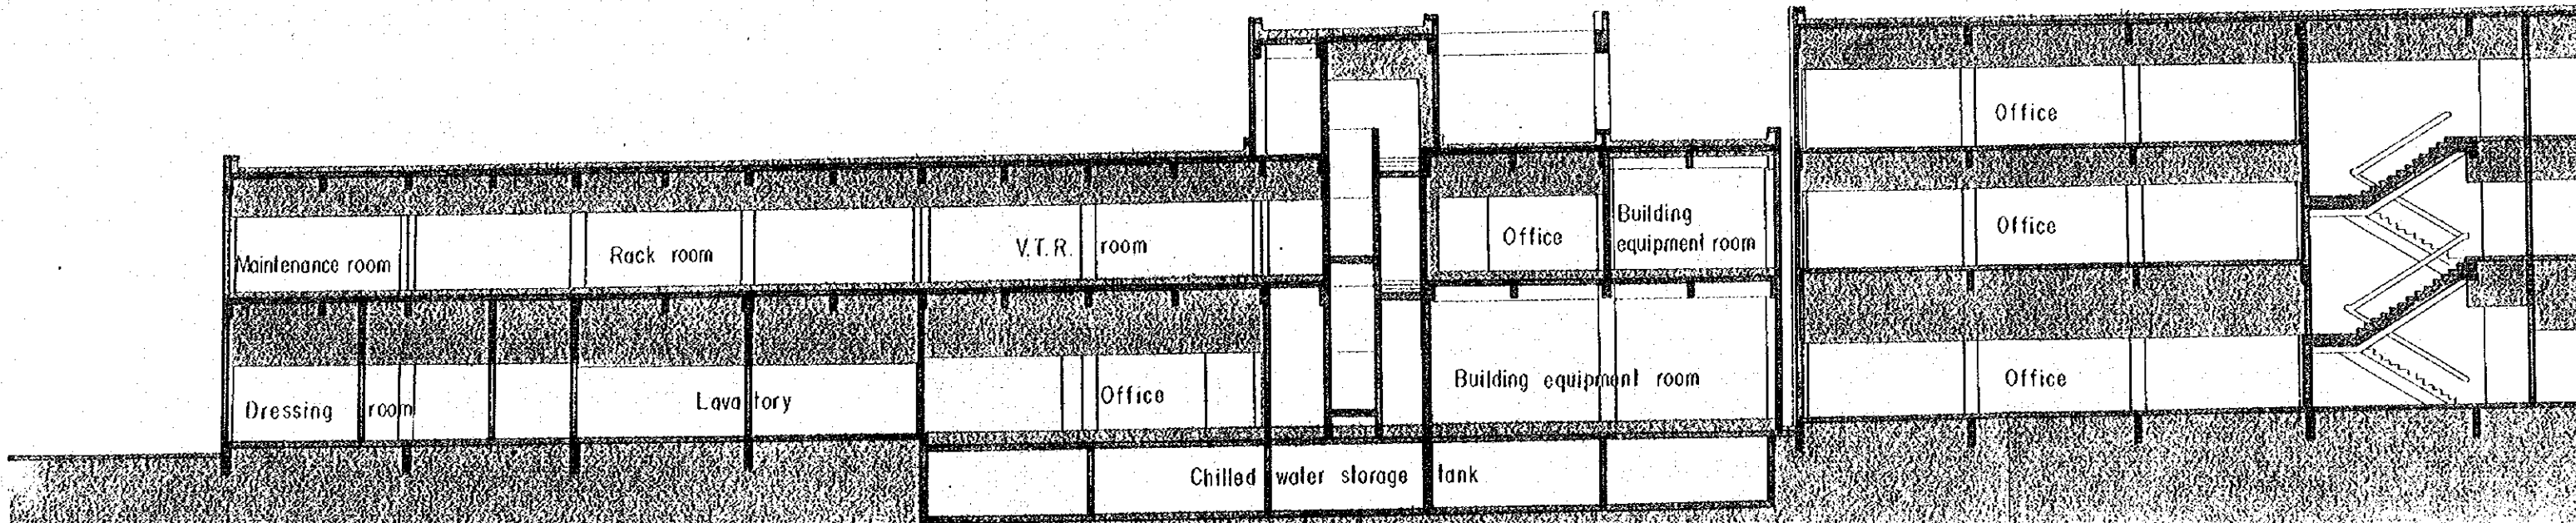 Office
Office
Building
equipment room
Office
V.T.R. room
Rack room
Maintenance room
Office
Building equipment room
Office
Lavatory
Dressing room
Chilled water storage tank